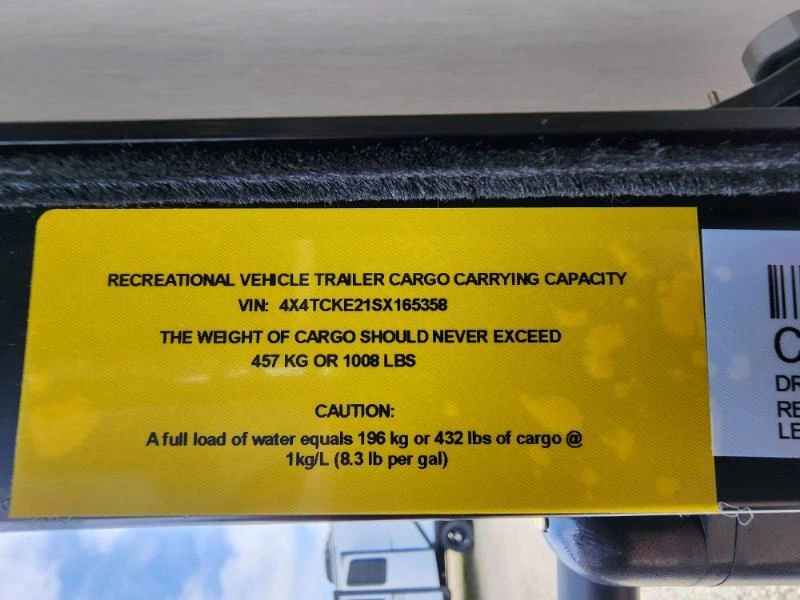 RECREATIONAL VEHICLE TRAILER CARGO CARRYING CAPACITY
VIN: 4X4TCKE21SX165358
THE WEIGHT OF CARGO SHOULD NEVER EXCEED
457 KG OR 1008 LBS
CAUTION:
A full load of water equals 196 kg or 432 lbs of cargo @
1kg/L (8.3 lb per gal)
C
DR
RE
LE